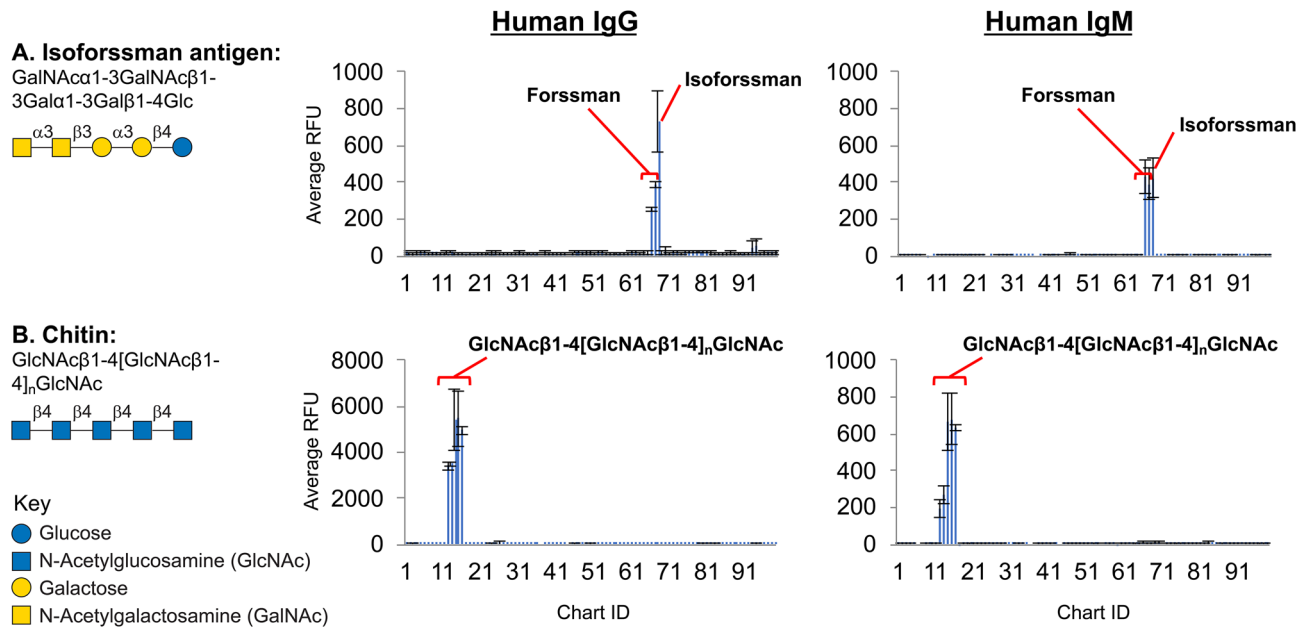 Human IgG
Human IgM
A. Isoforssman antigen:
GalNAcα1-3GalNAcβ1-
3Galα1-3Galβ1-4Glc
α3 β3 α3 β4
Average RFU
1000
800
600
400
200
0
Forssman
Isoforssman
1 11 21 31 41 51 61 71 81 91
1000
800
600
400
200
0
Forssman
Isoforssman
1 11 21 31 41 51 61 71 81 91
B. Chitin:
GlcNAcβ1-4[GlcNAcβ1-
4]nGlcNAc
β4 β4 β4 β4
Average RFU
8000
6000
4000
2000
0
GlcNAcβ1-4[GlcNAcβ1-4]nGlcNAc
1 11 21 31 41 51 61 71 81 91
Chart ID
1000
800
600
400
200
0
GlcNAcβ1-4[GlcNAcβ1-4]nGlcNAc
1 11 21 31 41 51 61 71 81 91
Chart ID
Key
Glucose
N-Acetylglucosamine (GlcNAc)
Galactose
N-Acetylgalactosamine (GalNAc)